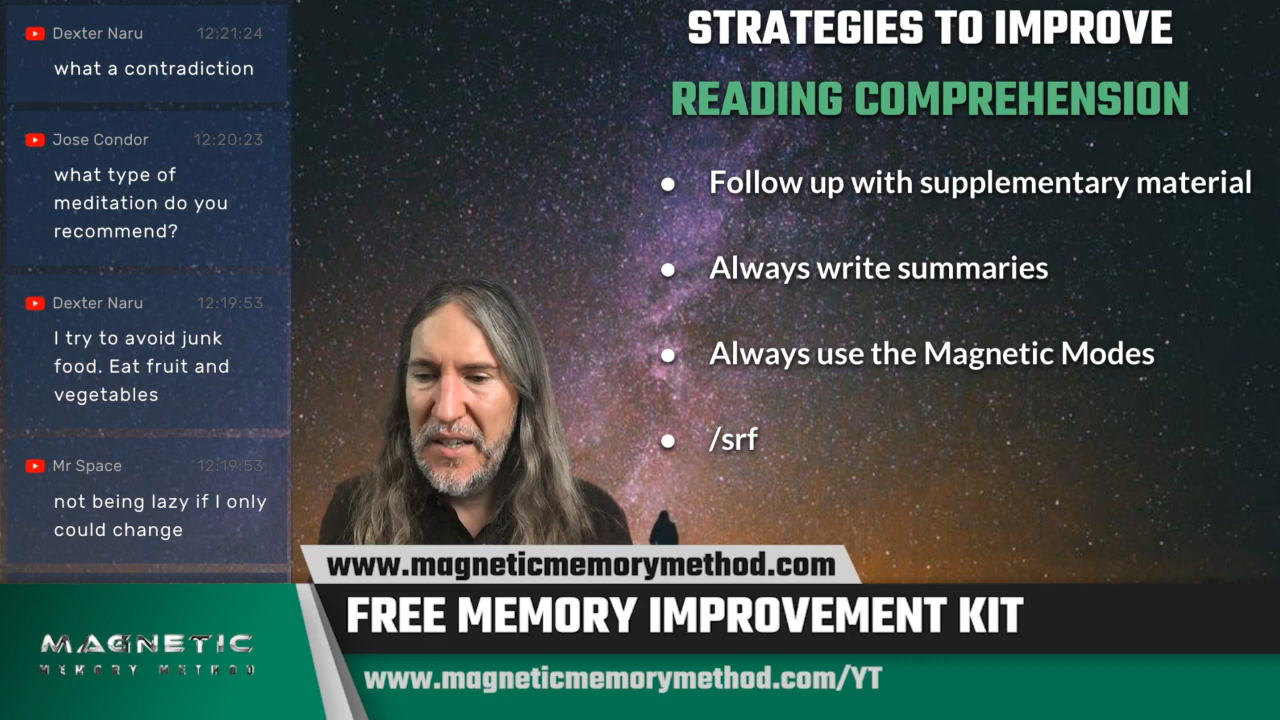 Dexter Naru 12:21:24
what a contradiction
Jose Condor 12:20:23
what type of
meditation do you
recommend?
Dexter Naru 12:19:53
I try to avoid junk
food. Eat fruit and
vegetables
Mr Space 12:19:53
not being lazy if I only
could change
STRATEGIES TO IMPROVE
READING COMPREHENSION
• Follow up with supplementary material
• Always write summaries
• Always use the Magnetic Modes
• /srf
www.magneticmemorymethod.com
FREE MEMORY IMPROVEMENT KIT
www.magneticmemorymethod.com/YT
MAGNETIC
MEMORY METHOD